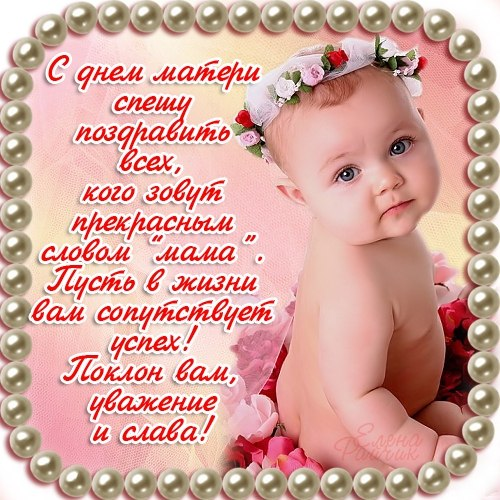 С днем матери
спешу
поздравить
всех,
кого зовут
прекрасным
словом "мама".
Пусть в жизни
вам сопутствует
успех!
Поклон вам,
уважение
и слава!
Елена